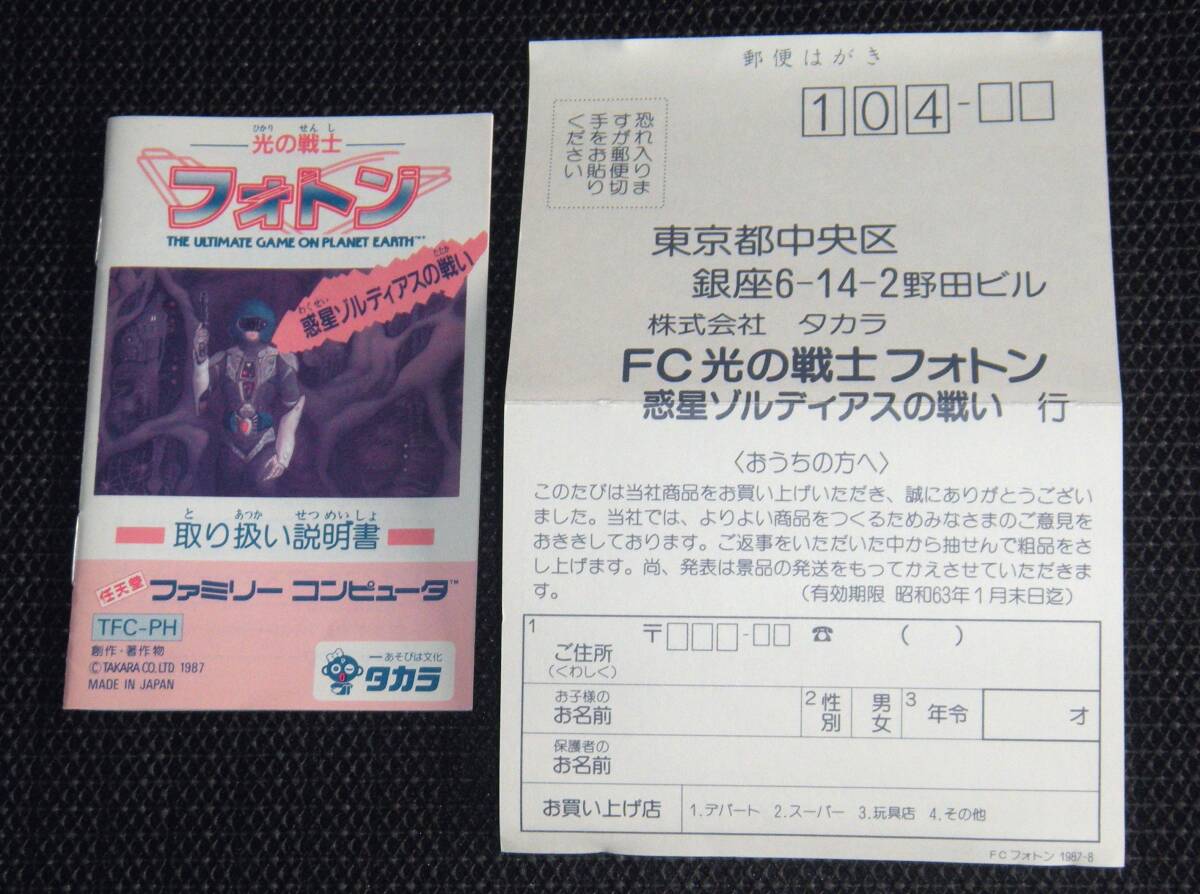 ひかり せんし
光の戦士
フォトン
THE ULTIMATE GAME ON PLANET EARTH™
わくせい たたか
惑星ゾルディアスの戦い
と あつか せつめいしょ
取り扱い説明書
任天堂 ファミリー コンピュータ™
TFC-PH
創作・著作物
©TAKARA CO.,LTD 1987
MADE IN JAPAN
―あそびは文化
タカラ
郵便はがき
104-□□
恐れ入りま
すが郵便切
手をお貼り
ください
東京都中央区
銀座6-14-2野田ビル
株式会社 タカラ
FC 光の戦士フォトン
惑星ゾルディアスの戦い 行
〈おうちの方へ〉
このたびは当社商品をお買い上げいただき、誠にありがとうござい
ました。当社では、よりよい商品をつくるためみなさまのご意見を
おききしております。ご返事をいただいた中から抽せんで粗品をさ
し上げます。尚、発表は景品の発送をもってかえさせていただきま
す。 (有効期限 昭和63年1月末日迄)
1 ご住所 〒□□□-□□ ☎ ( )
(くわしく)
お子様の
お名前 2 性別 男 女 3 年令 才
保護者の
お名前
お買い上げ店 1.デパート 2.スーパー 3.玩具店 4.その他
FCフォトン 1987-8